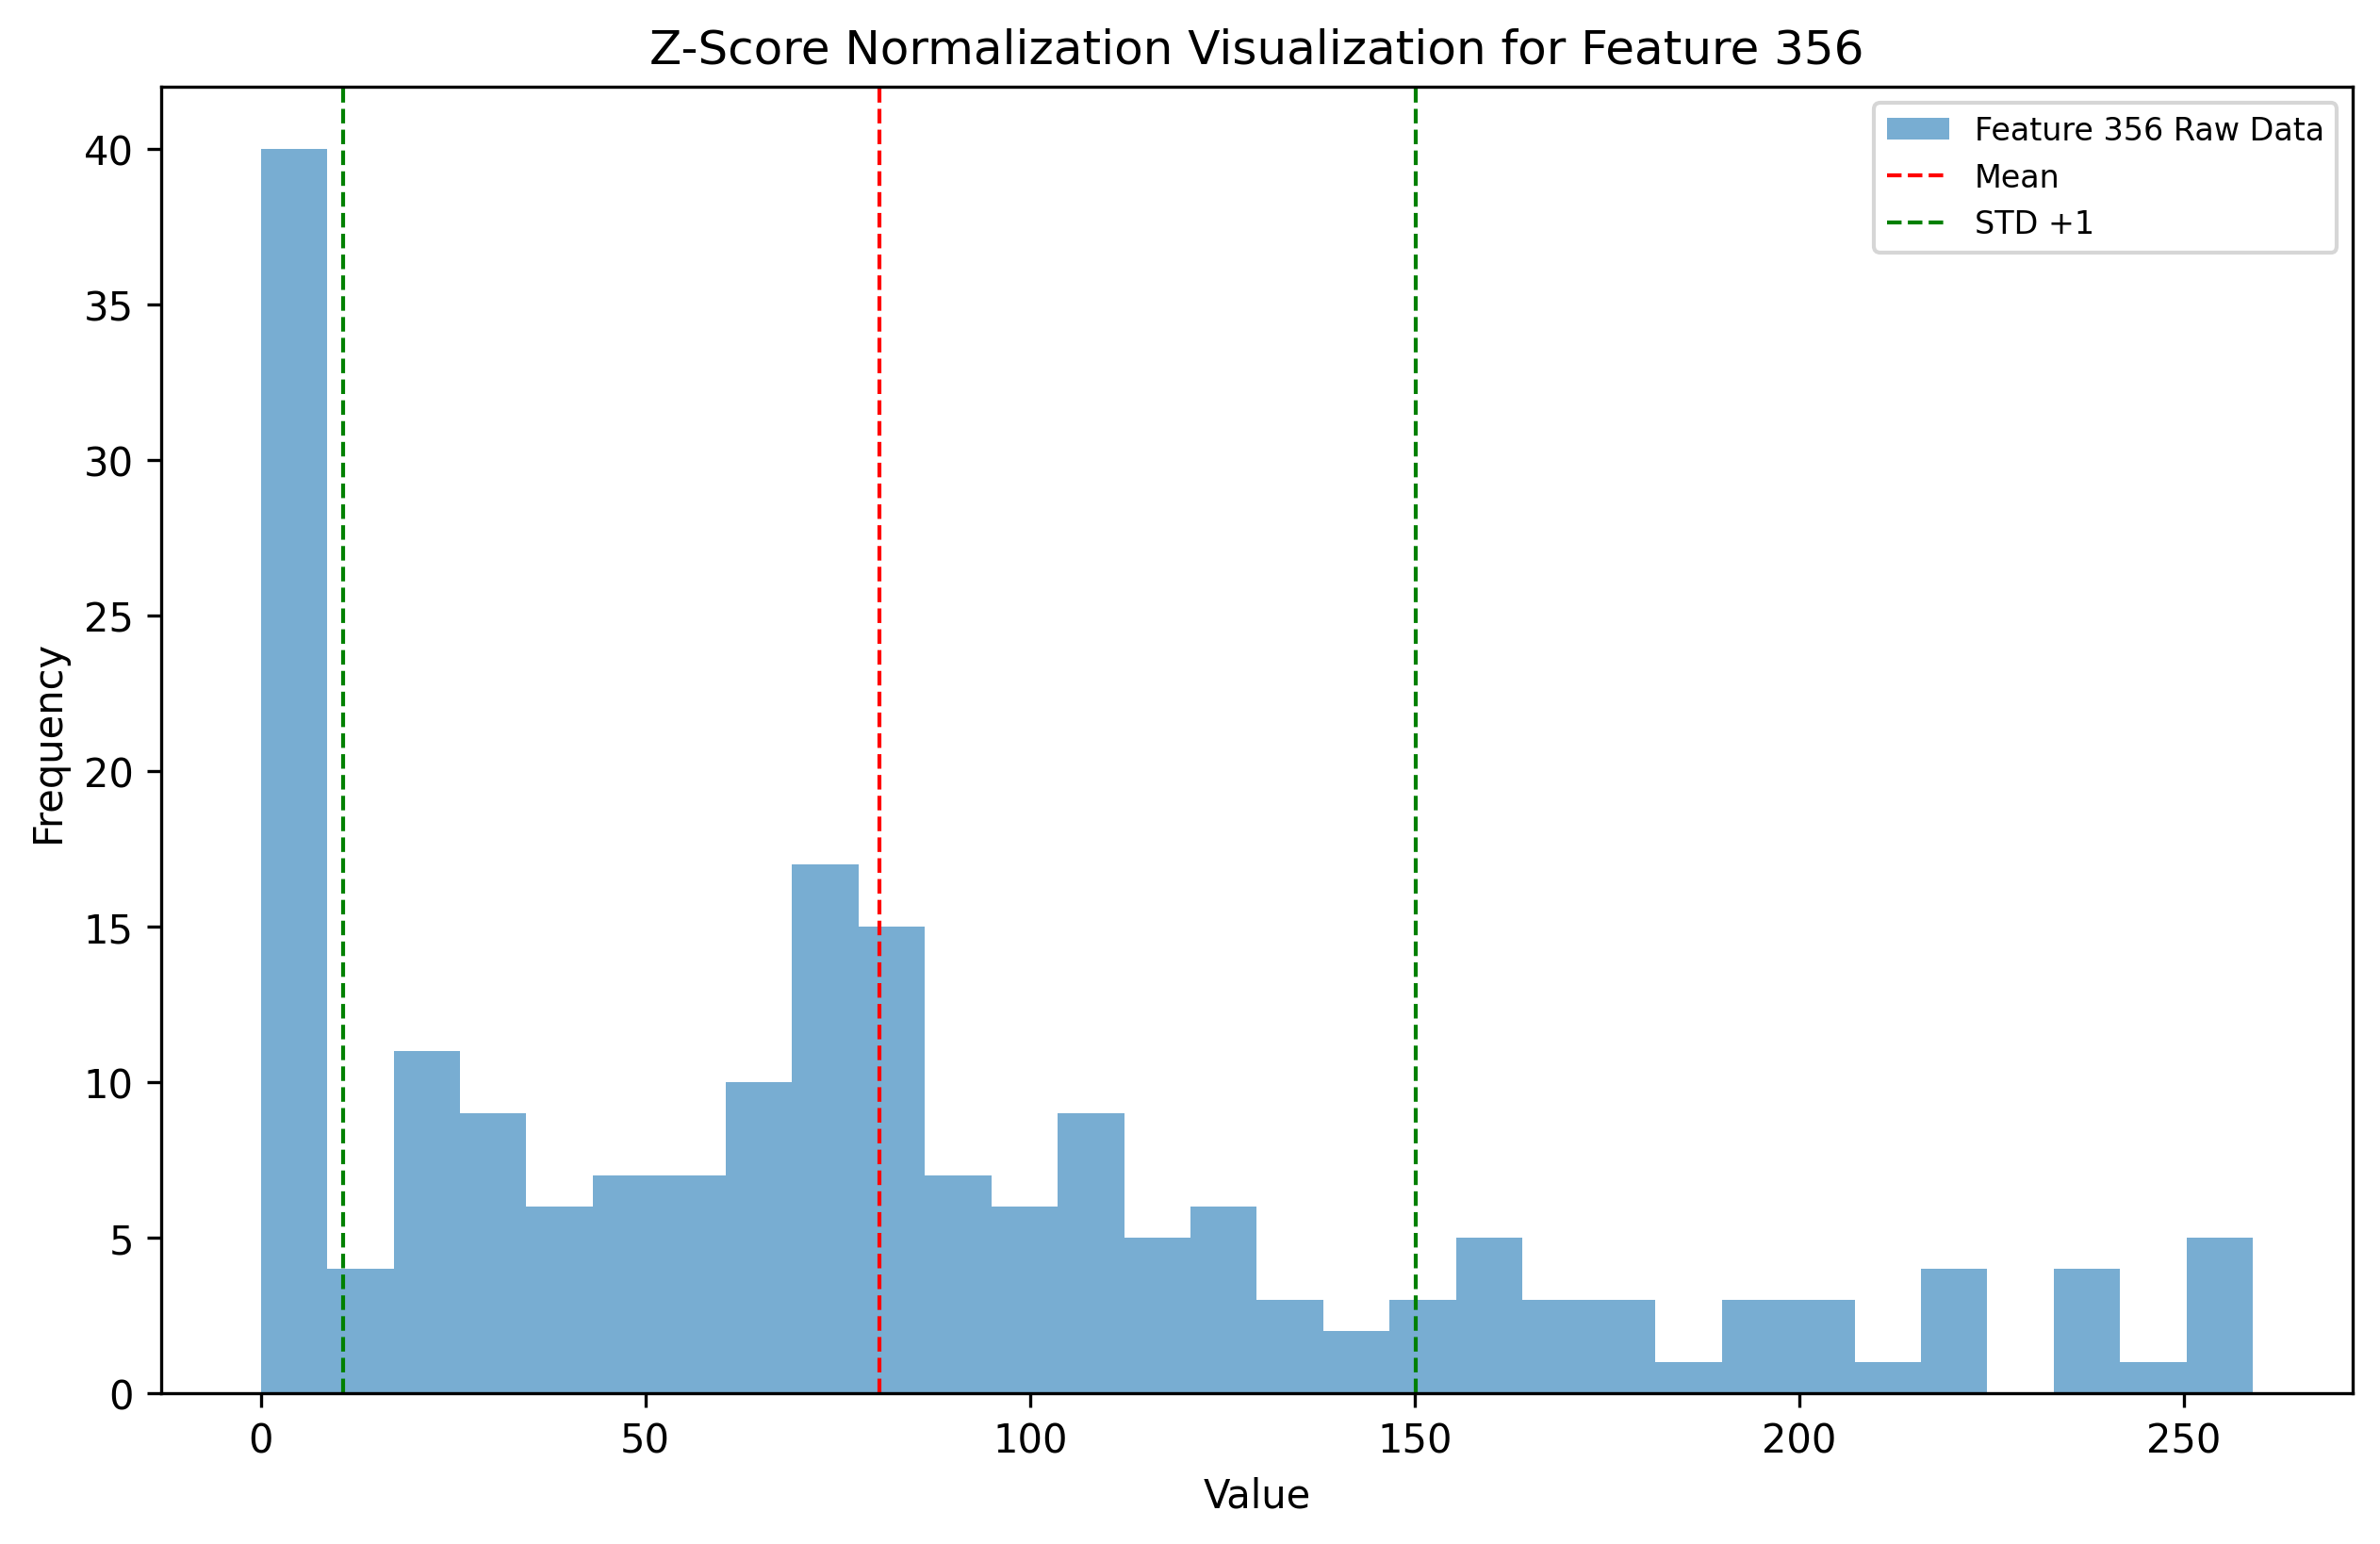 Z-Score Normalization Visualization for Feature 356
Feature 356 Raw Data
Mean
STD +1
Frequency
40
35
30
25
20
15
10
5
0
0 50 100 150 200 250
Value